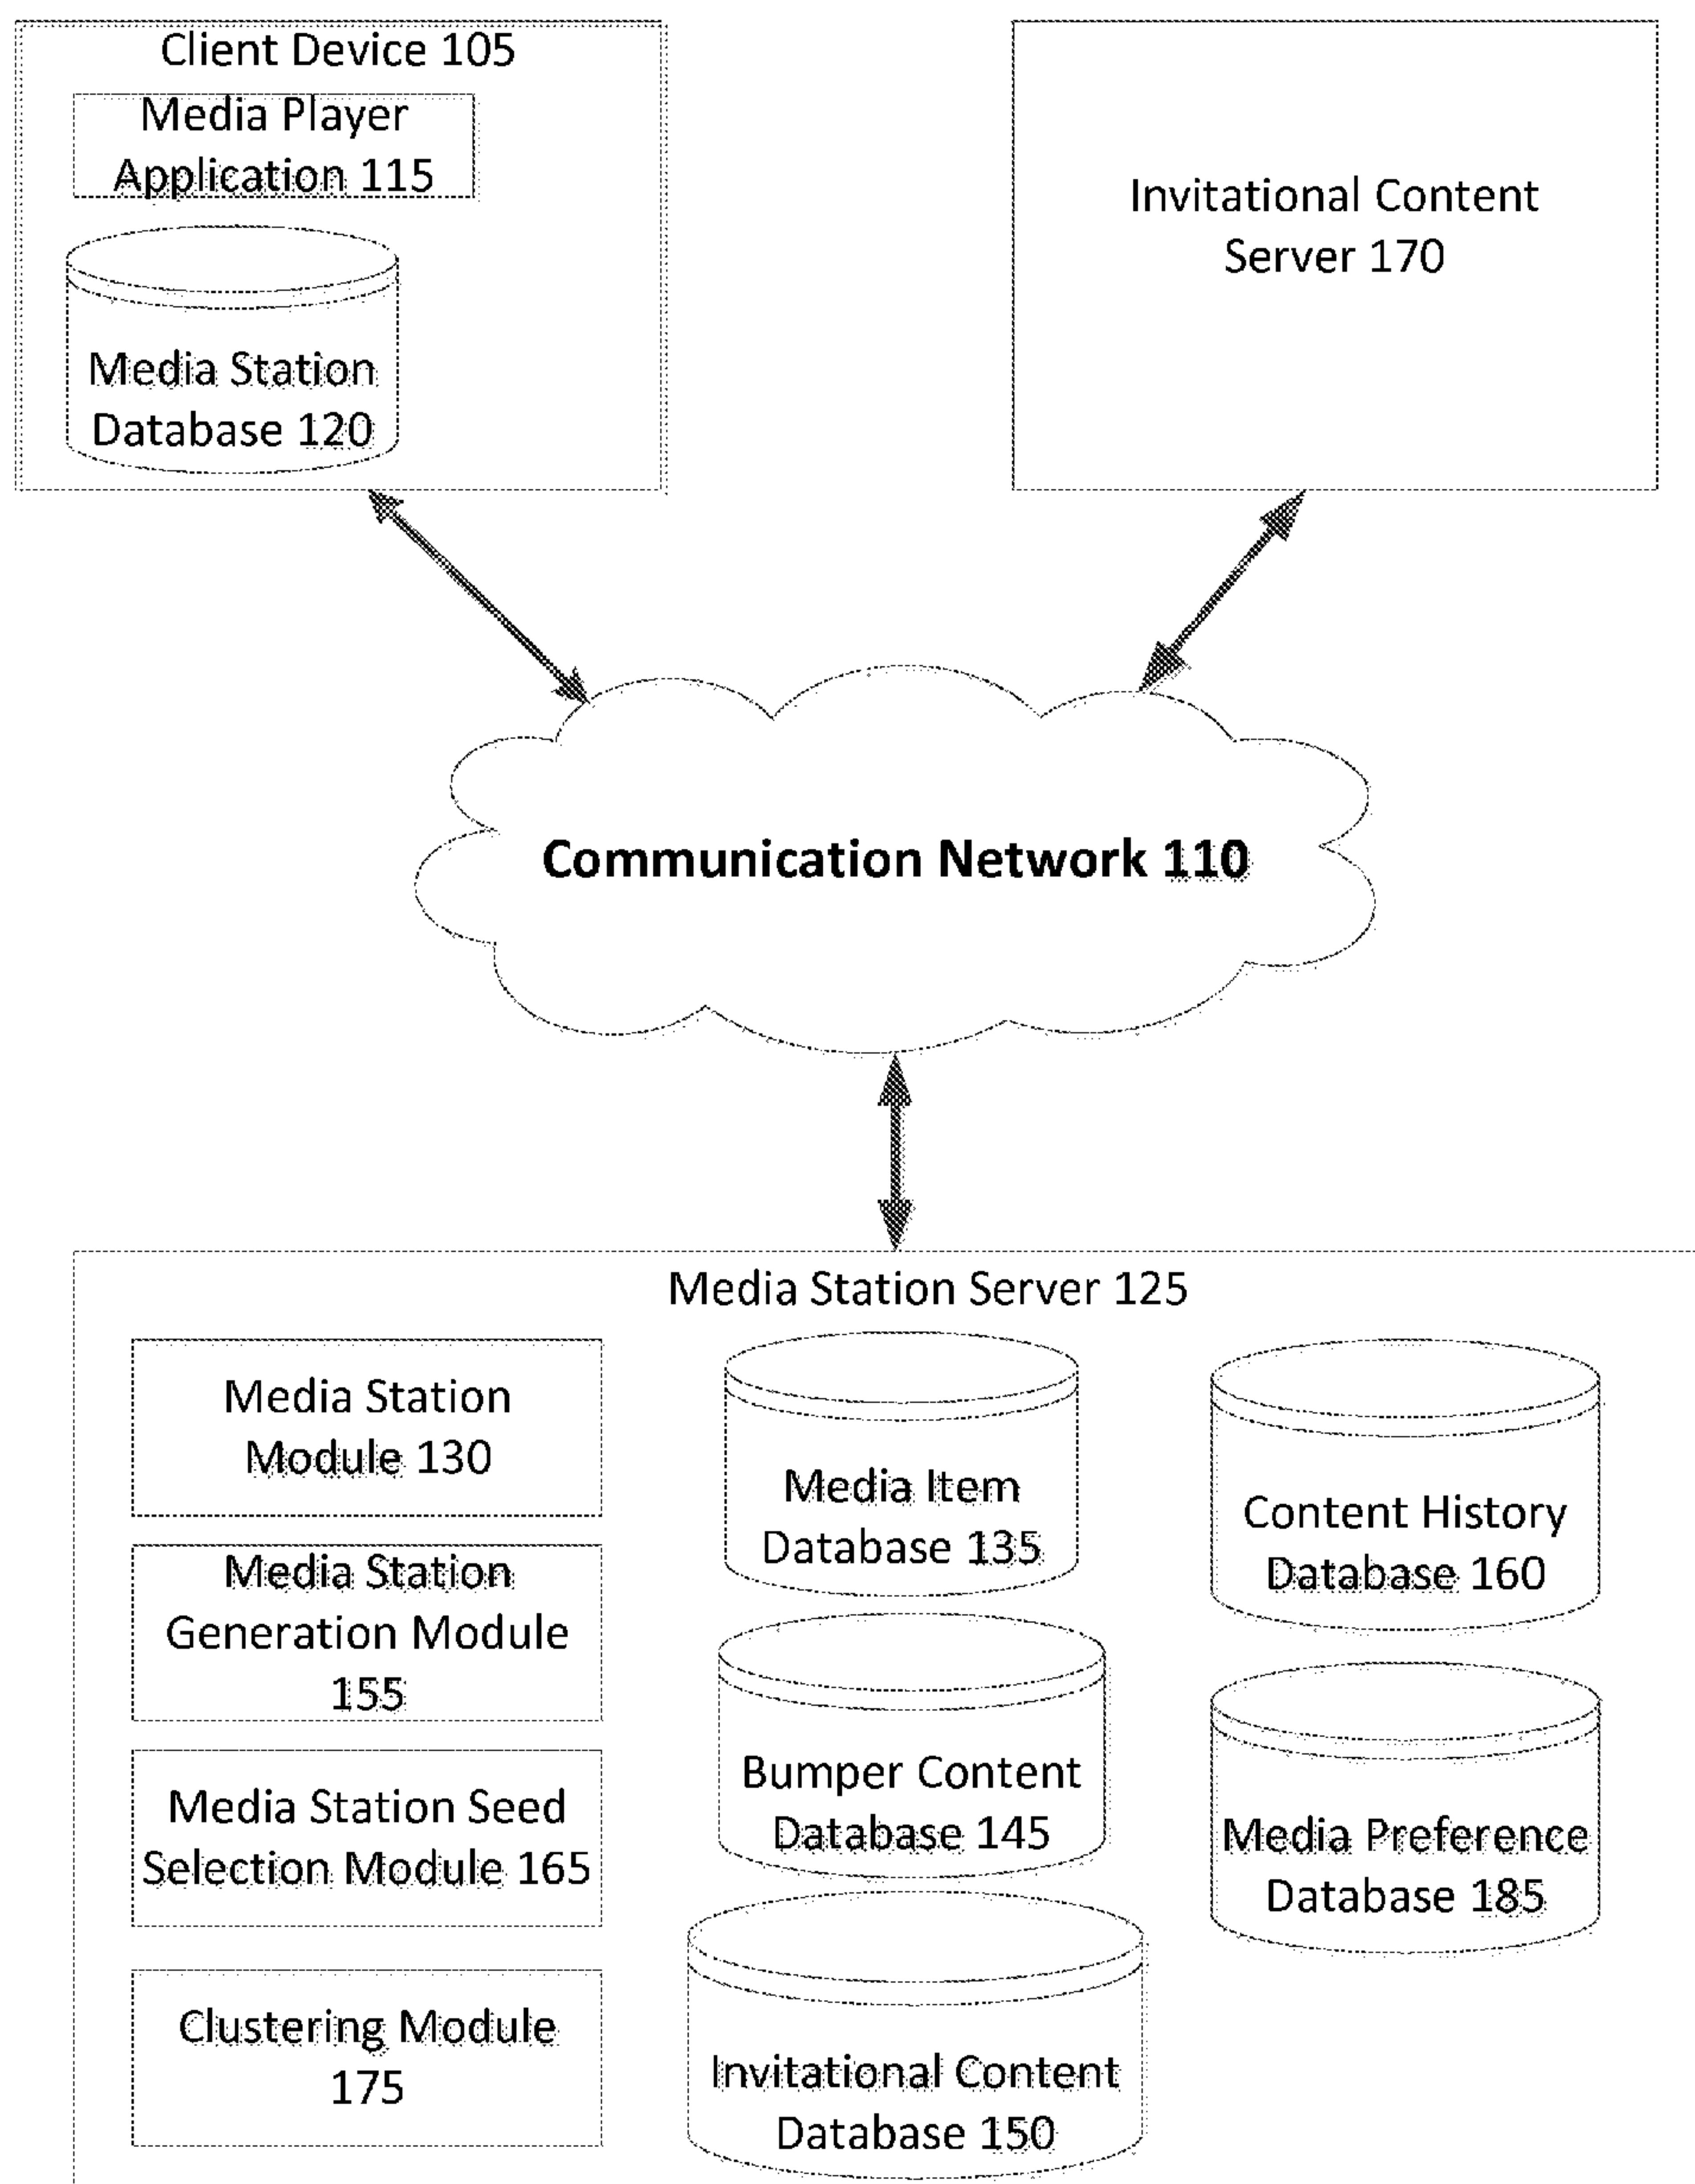 Client Device 105
Media Player
Application 115
Media Station
Database 120
Invitational Content
Server 170
Communication Network 110
Media Station Server 125
Media Station
Module 130
Media Station
Generation Module
155
Media Station Seed
Selection Module 165
Clustering Module
175
Media Item
Database 135
Bumper Content
Database 145
Invitational Content
Database 150
Content History
Database 160
Media Preference
Database 185